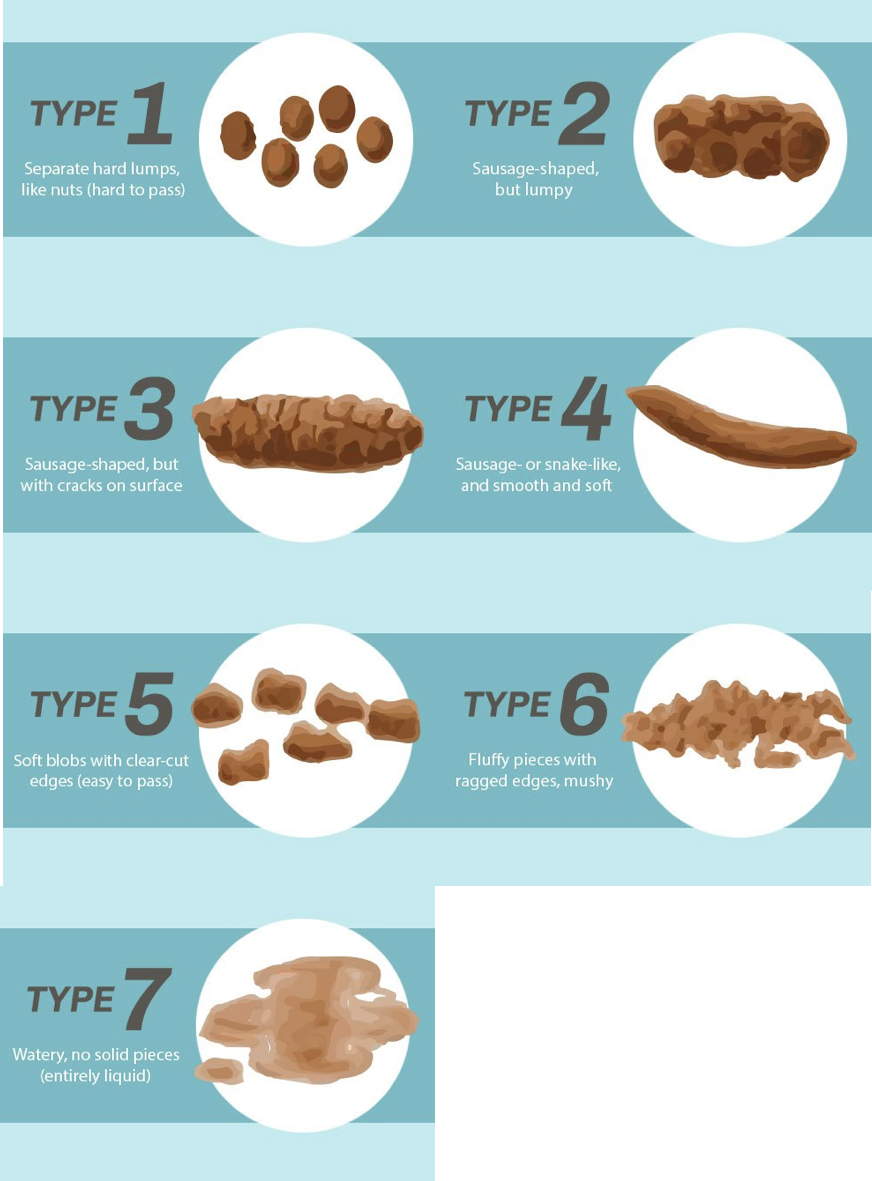 TYPE 1
Separate hard lumps,
like nuts (hard to pass)
TYPE 2
Sausage-shaped,
but lumpy
TYPE 3
Sausage-shaped, but
with cracks on surface
TYPE 4
Sausage- or snake-like,
and smooth and soft
TYPE 5
Soft blobs with clear-cut
edges (easy to pass)
TYPE 6
Fluffy pieces with
ragged edges, mushy
TYPE 7
Watery, no solid pieces
(entirely liquid)